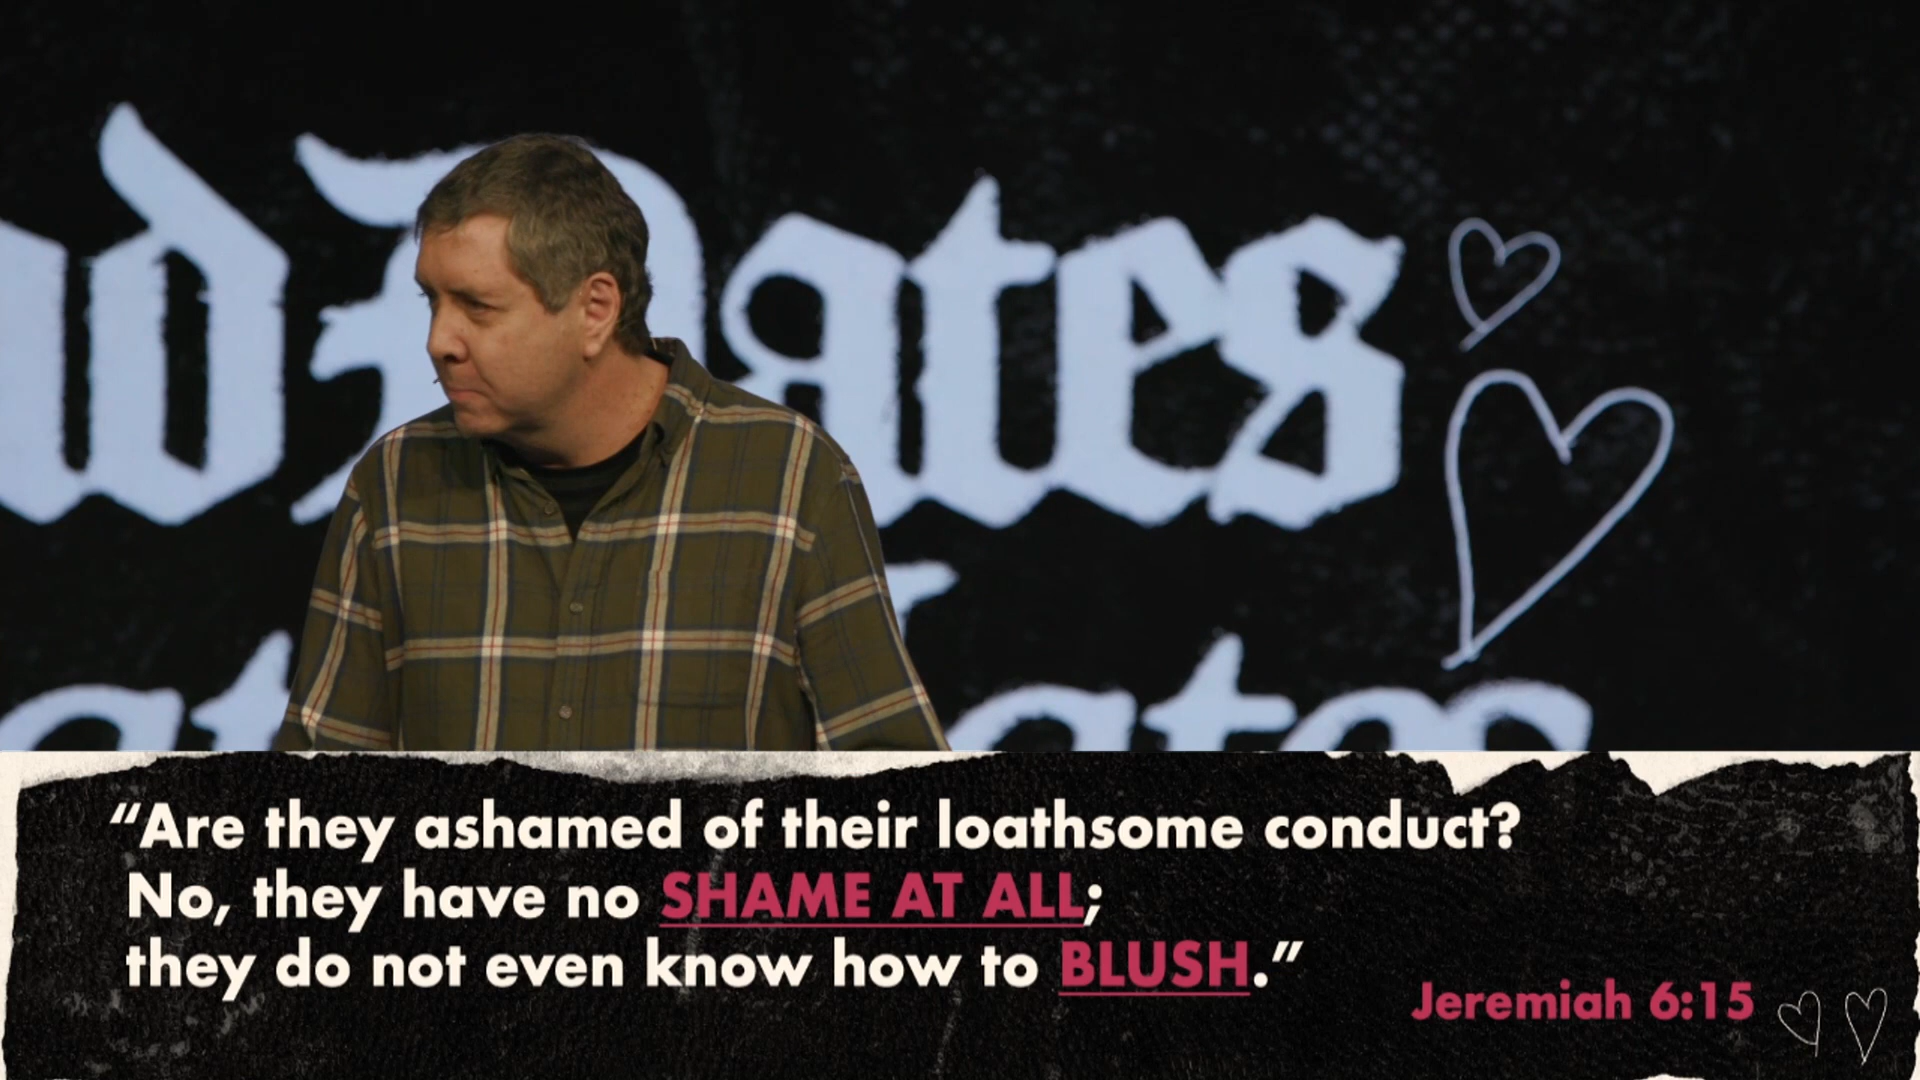 Dates
“Are they ashamed of their loathsome conduct?
No, they have no SHAME AT ALL;
they do not even know how to BLUSH.”
Jeremiah 6:15